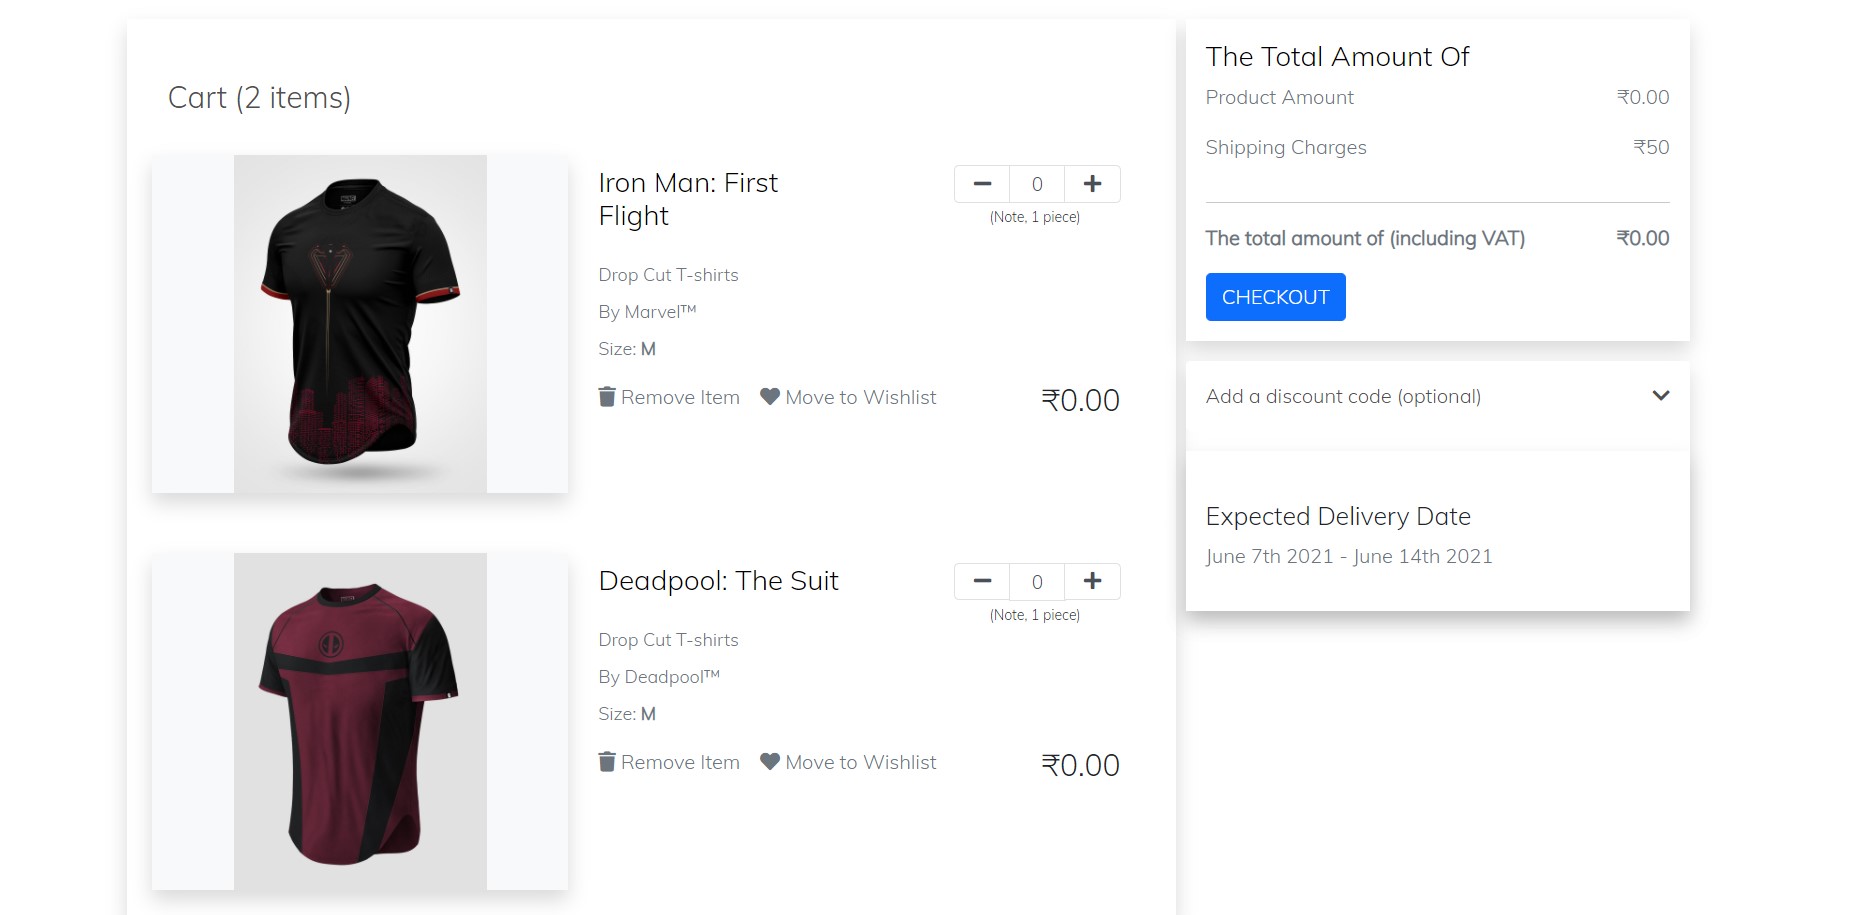 Cart (2 items)
Iron Man: First
Flight
0
(Note, 1 piece)
Drop Cut T-shirts
By Marvel™
Size: M
Remove Item
Move to Wishlist
₹0.00
Deadpool: The Suit
0
(Note, 1 piece)
Drop Cut T-shirts
By Deadpool™
Size: M
Remove Item
Move to Wishlist
₹0.00
The Total Amount Of
Product Amount ₹0.00
Shipping Charges ₹50
The total amount of (including VAT) ₹0.00
CHECKOUT
Add a discount code (optional)
Expected Delivery Date
June 7th 2021 - June 14th 2021